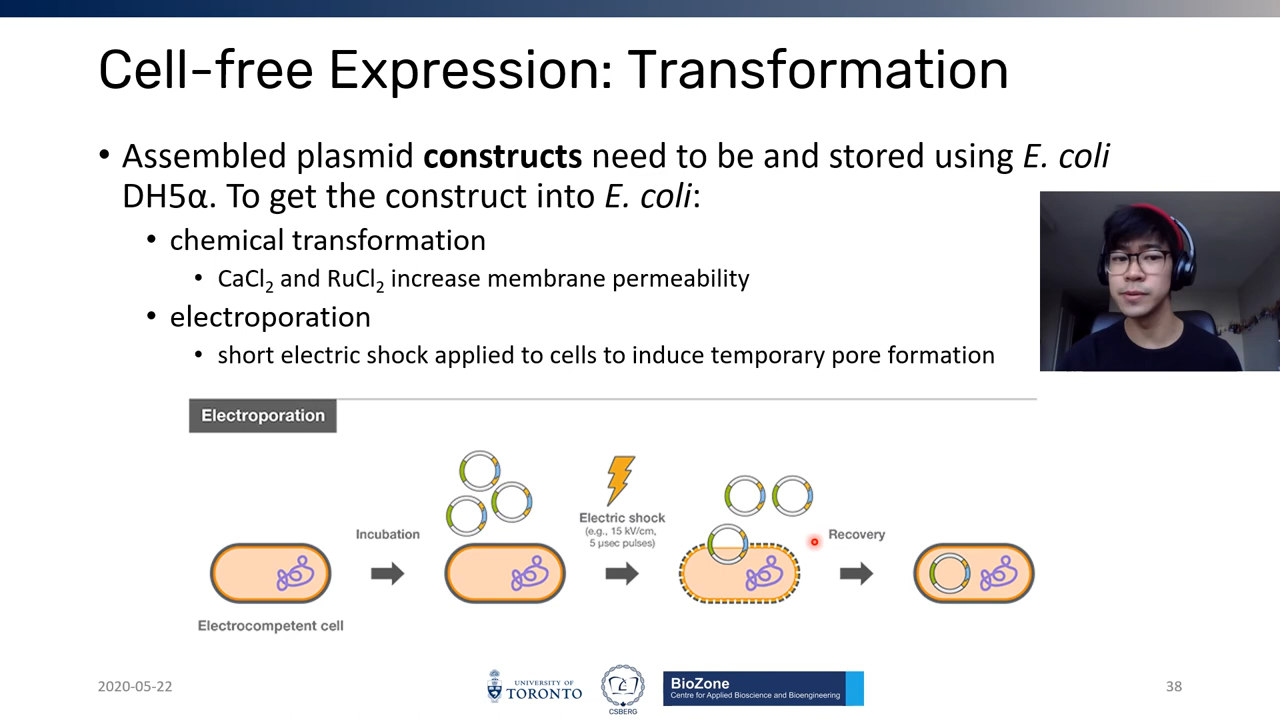 Cell-free Expression: Transformation
• Assembled plasmid constructs need to be and stored using E. coli
DH5α. To get the construct into E. coli:
• chemical transformation
• CaCl2 and RuCl2 increase membrane permeability
• electroporation
• short electric shock applied to cells to induce temporary pore formation
Electroporation
Incubation
Electric shock
(e.g., 15 kV/cm,
5 µsec pulses)
Recovery
Electrocompetent cell
2020-05-22
UNIVERSITY OF
TORONTO
CSBERG
BioZone
Centre for Applied Bioscience and Bioengineering
38